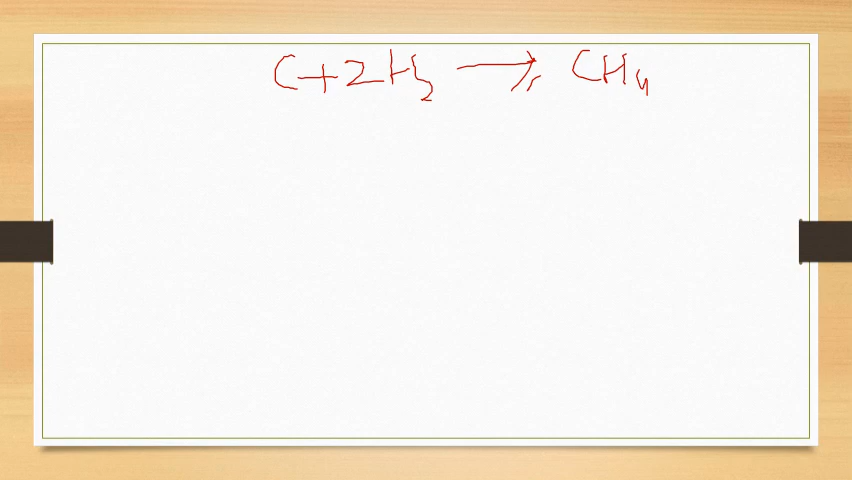 C+2H₂ → CH₄